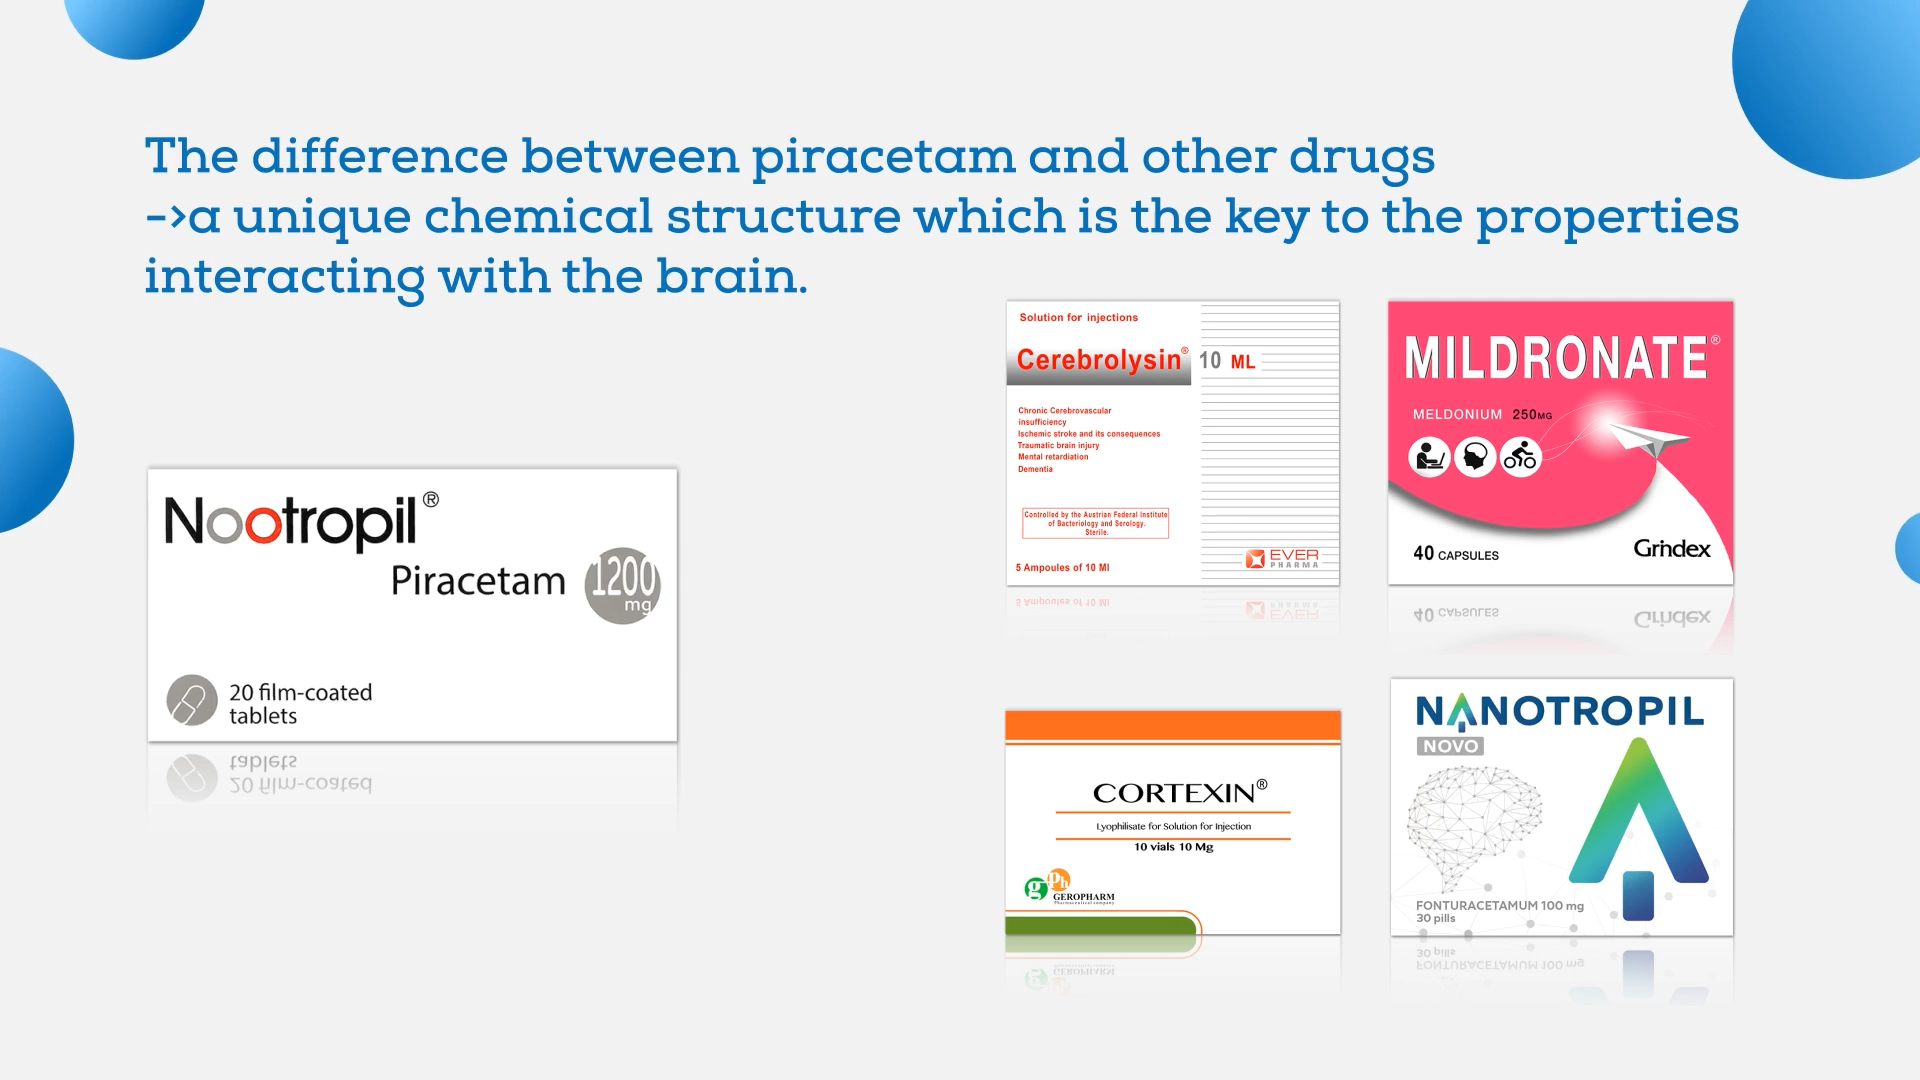 The difference between piracetam and other drugs
->a unique chemical structure which is the key to the properties
interacting with the brain.
Nootropil®
Piracetam 1200 mg
20 film-coated
tablets
Solution for injections
Cerebrolysin® 10 ML
Chronic Cerebrovascular
insufficiency
Ischemic stroke and its consequences
Traumatic brain injury
Mental retardiation
Dementia
Controlled by the Austrian Federal Institute
of Bacteriology and Serology.
Sterile.
5 Ampoules of 10 Ml
EVER
PHARMA
MILDRONATE®
MELDONIUM 250MG
40 CAPSULES
Grindex
CORTEXIN®
Lyophilisate for Solution for Injection
10 vials 10 Mg
gPh
GEROPHARM
Pharmaceutical company
NANOTROPIL
NOVO
FONTURACETAMUM 100 mg
30 pills